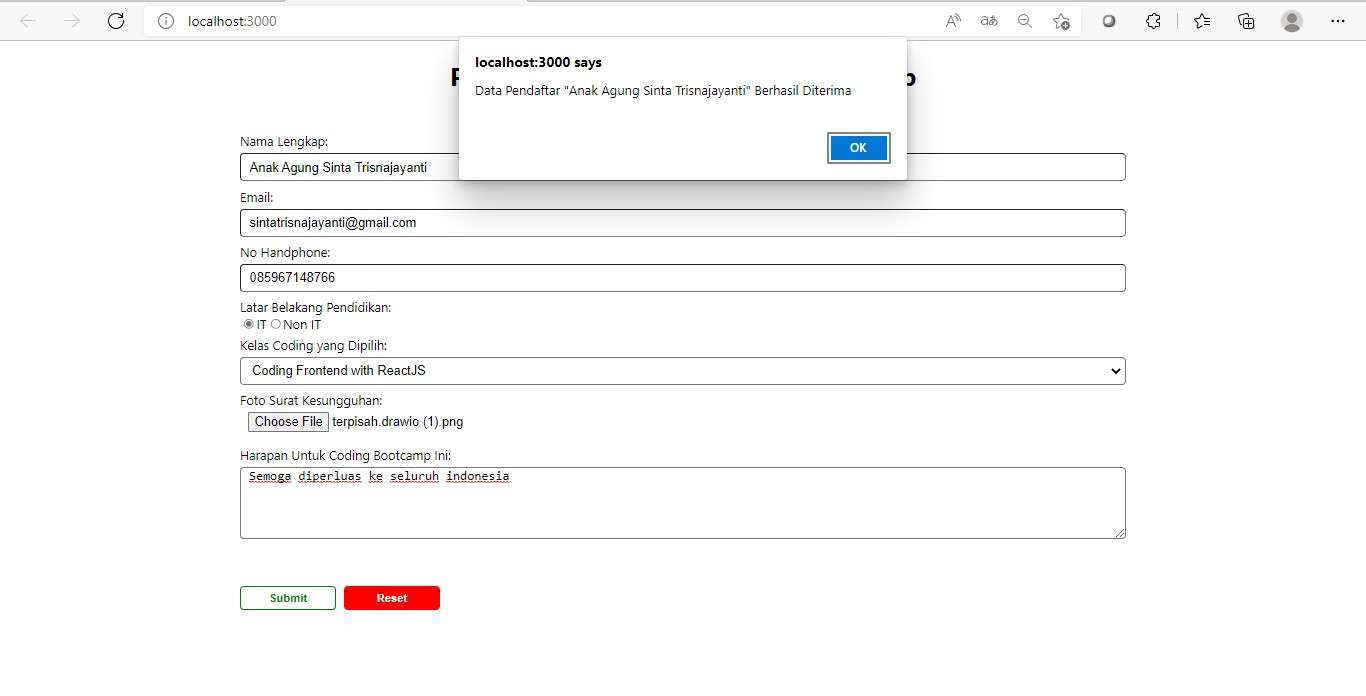 localhost:3000
localhost:3000 says
Data Pendaftar "Anak Agung Sinta Trisnajayanti" Berhasil Diterima
OK
Nama Lengkap:
Anak Agung Sinta Trisnajayanti
Email:
sintatrisnajayanti@gmail.com
No Handphone:
085967148766
Latar Belakang Pendidikan:
IT Non IT
Kelas Coding yang Dipilih:
Coding Frontend with ReactJS
Foto Surat Kesungguhan:
Choose File terpisah.drawio (1).png
Harapan Untuk Coding Bootcamp Ini:
Semoga diperluas ke seluruh indonesia
Submit Reset